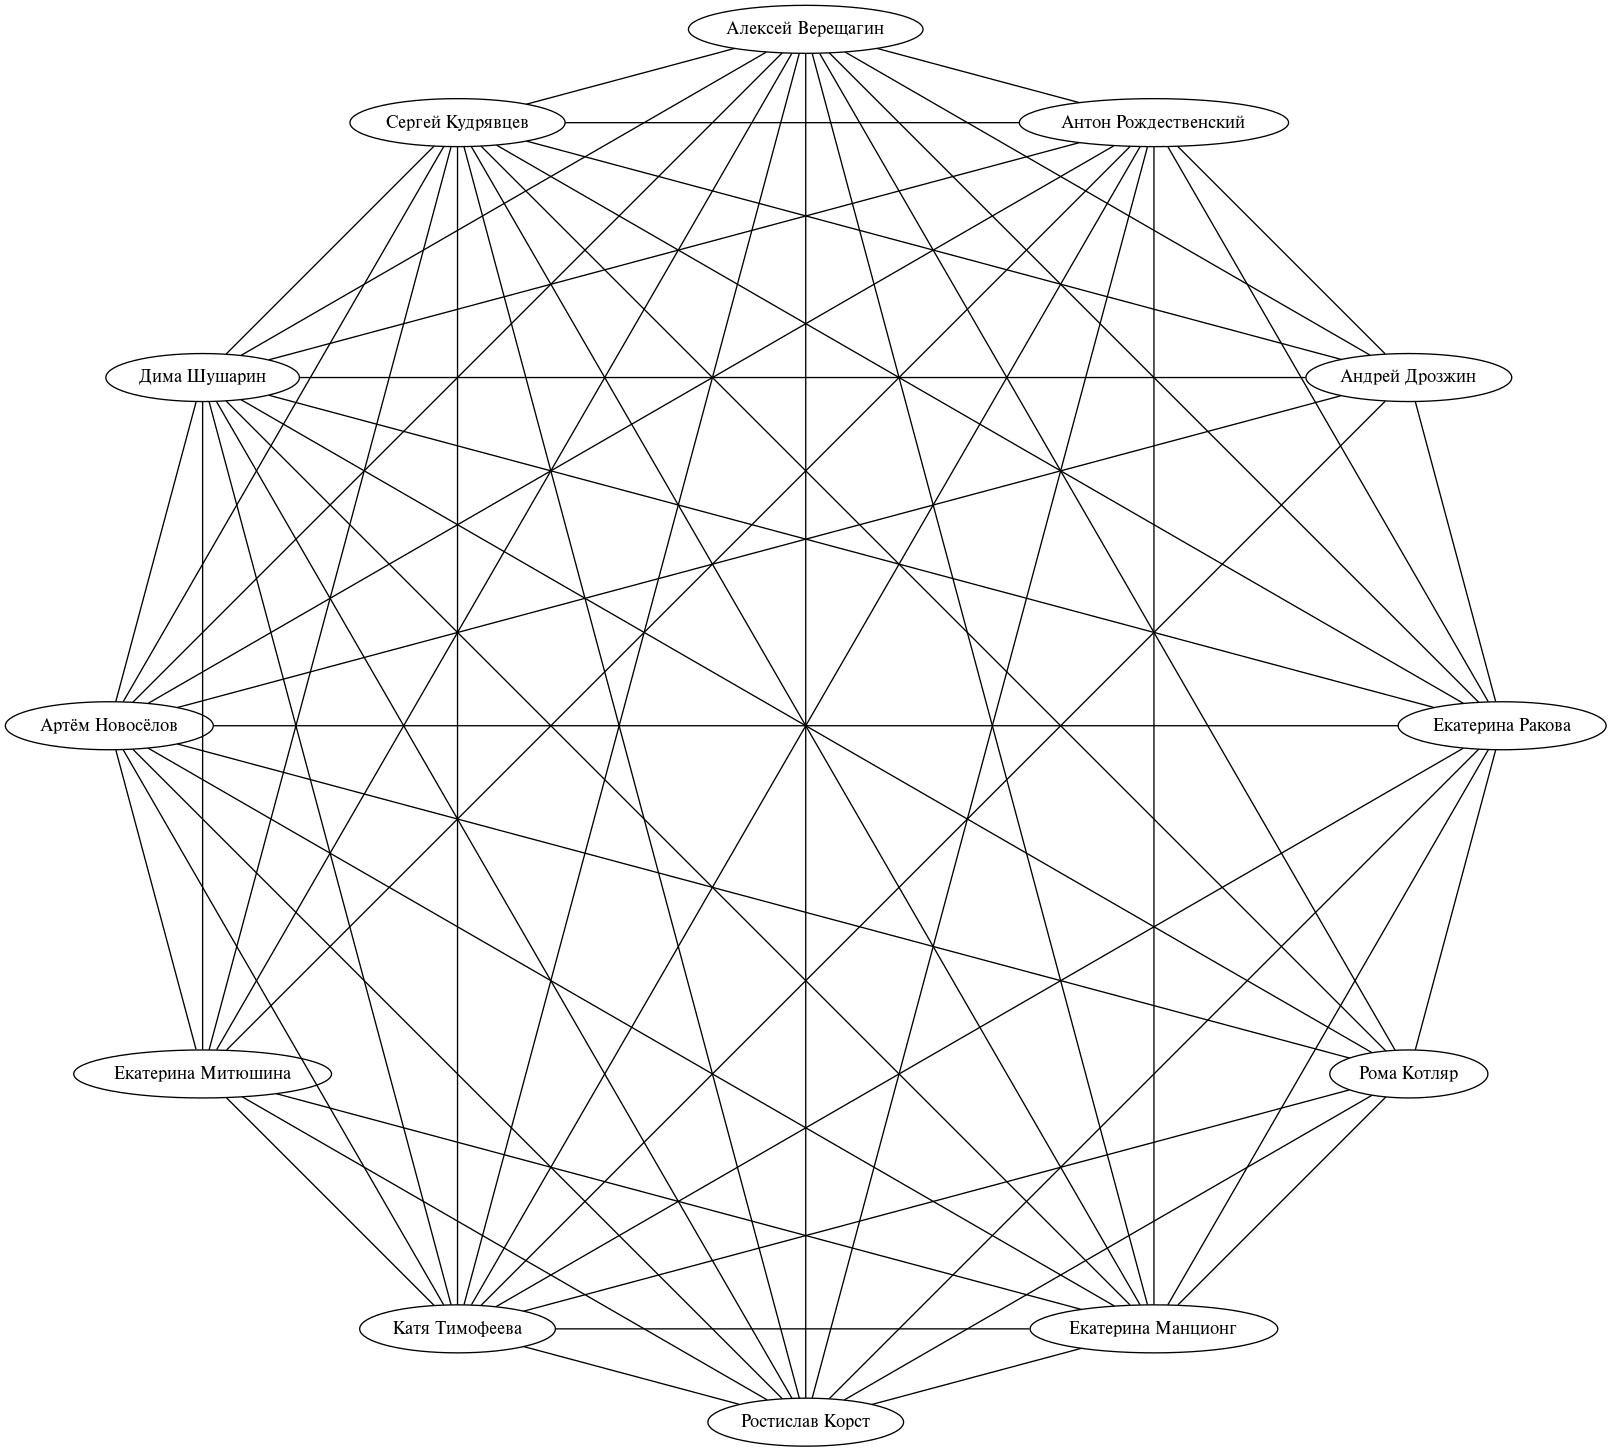 Алексей Верещагин
Сергей Кудрявцев
Антон Рождественский
Дима Шушарин
Андрей Дрозжин
Артём Новосёлов
Екатерина Ракова
Екатерина Митюшина
Рома Котляр
Катя Тимофеева
Екатерина Манционг
Ростислав Корст